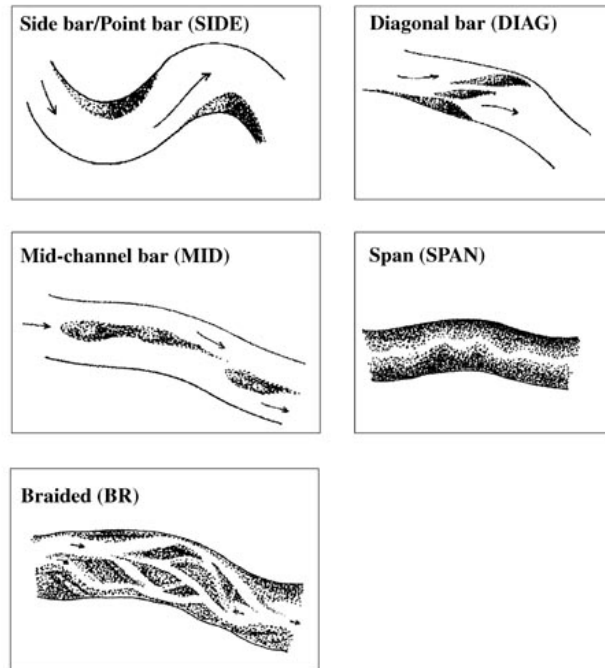 Side bar/Point bar (SIDE)
Diagonal bar (DIAG)
Mid-channel bar (MID)
Span (SPAN)
Braided (BR)